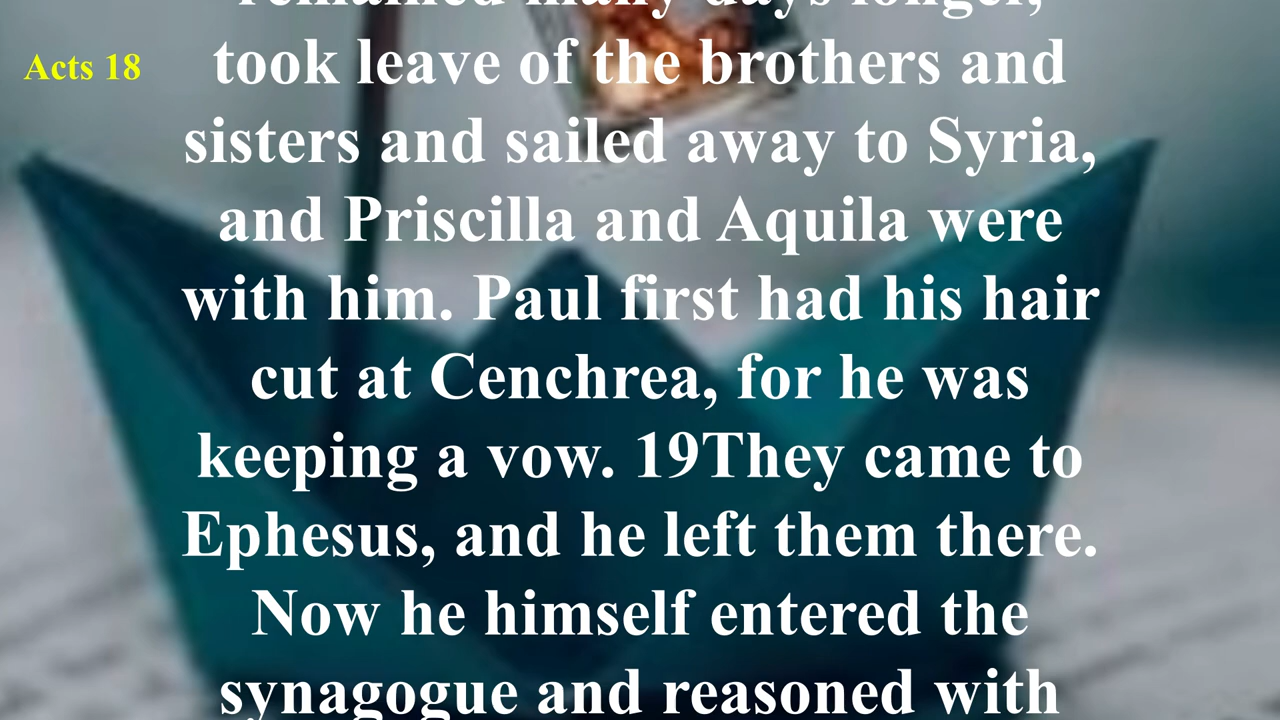 remained many days longer,
Acts 18
took leave of the brothers and
sisters and sailed away to Syria,
and Priscilla and Aquila were
with him. Paul first had his hair
cut at Cenchrea, for he was
keeping a vow. 19They came to
Ephesus, and he left them there.
Now he himself entered the
synagogue and reasoned with